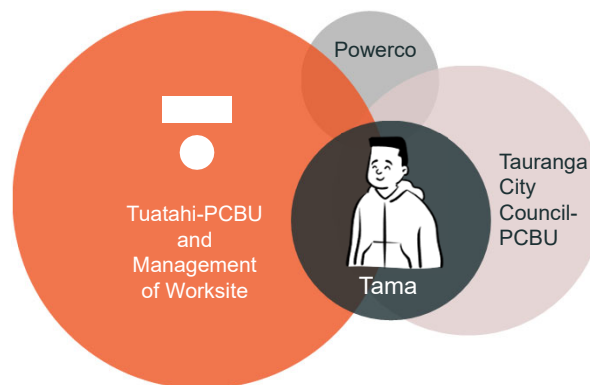 Powerco
Tuatahi-PCBU
and
Management
of Worksite
Tama
Tauranga
City
Council-
PCBU